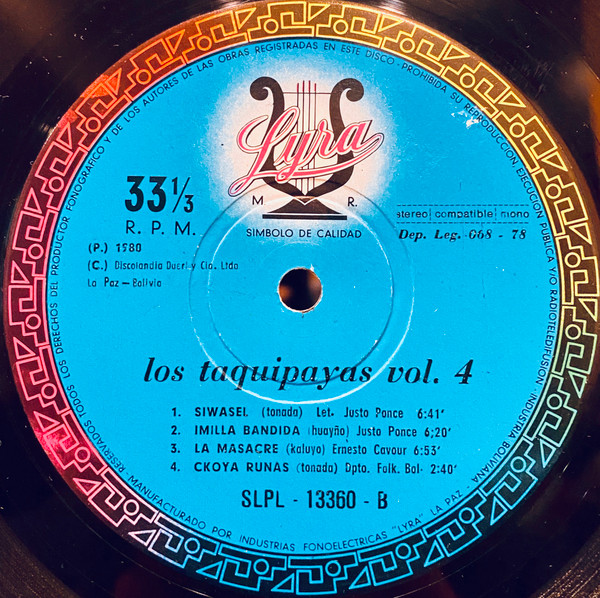 RESERVADOS TODOS LOS DERECHOS DEL PRODUCTOR FONOGRAFICO Y DE LOS AUTORES DE LAS OBRAS REGISTRADAS EN ESTE DISCO - PROHIBIDA SU REPRODUCCION EJECUCION PUBLICA Y/O RADIOTELEDIFUSION INDUSTRIA BOLIVIANA
Lyra
M R.
SIMBOLO DE CALIDAD
33 1/3
R. P. M.
stereo compatible mono
Dep. Leg. 668 - 78
(P.) 1980
(C.) Discolandia Dueri y Cia. Ltda
La Paz - Bolivia
los taquipayas vol. 4
1. SIWASEL (tonada) Let. Justo Ponce 6:41'
2. IMILLA BANDIDA (huayño) Justo Ponce 6;20'
3. LA MASACRE (kaluyo) Ernesto Cavour 6:53'
4. CKOYA RUNAS (tonada) Dpto. Folk. Bol- 2:40'
SLPL - 13360 - B
MANUFACTURADO POR INDUSTRIAS FONOELECTRICAS "LYRA" LA PAZ -